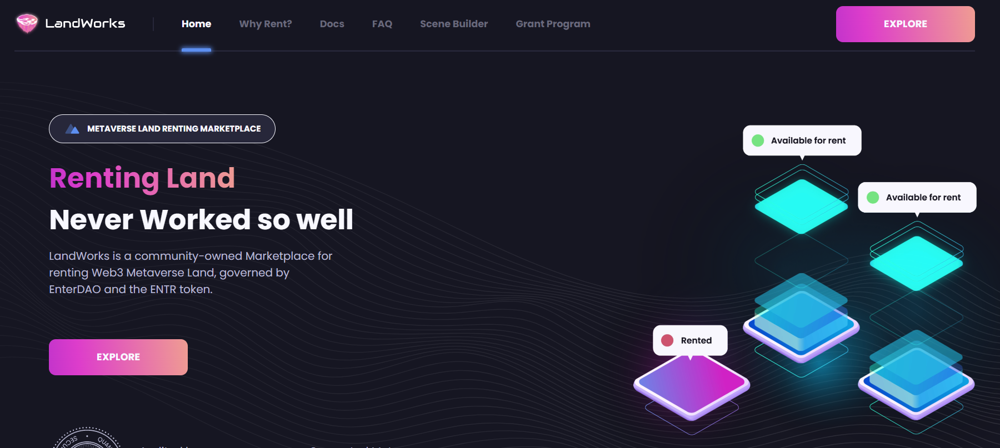 LandWorks
Home
Why Rent?
Docs
FAQ
Scene Builder
Grant Program
EXPLORE
METAVERSE LAND RENTING MARKETPLACE
Renting Land
Never Worked so well
LandWorks is a community-owned Marketplace for
renting Web3 Metaverse Land, governed by
EnterDAO and the ENTR token.
EXPLORE
Available for rent
Available for rent
Rented